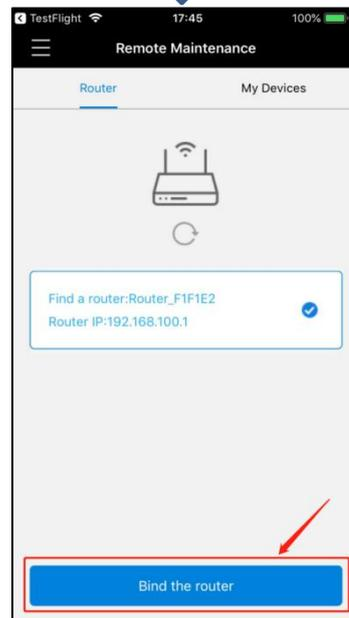 TestFlight 17:45 100%
Remote Maintenance
Router My Devices
Find a router:Router_F1F1E2
Router IP:192.168.100.1
Bind the router